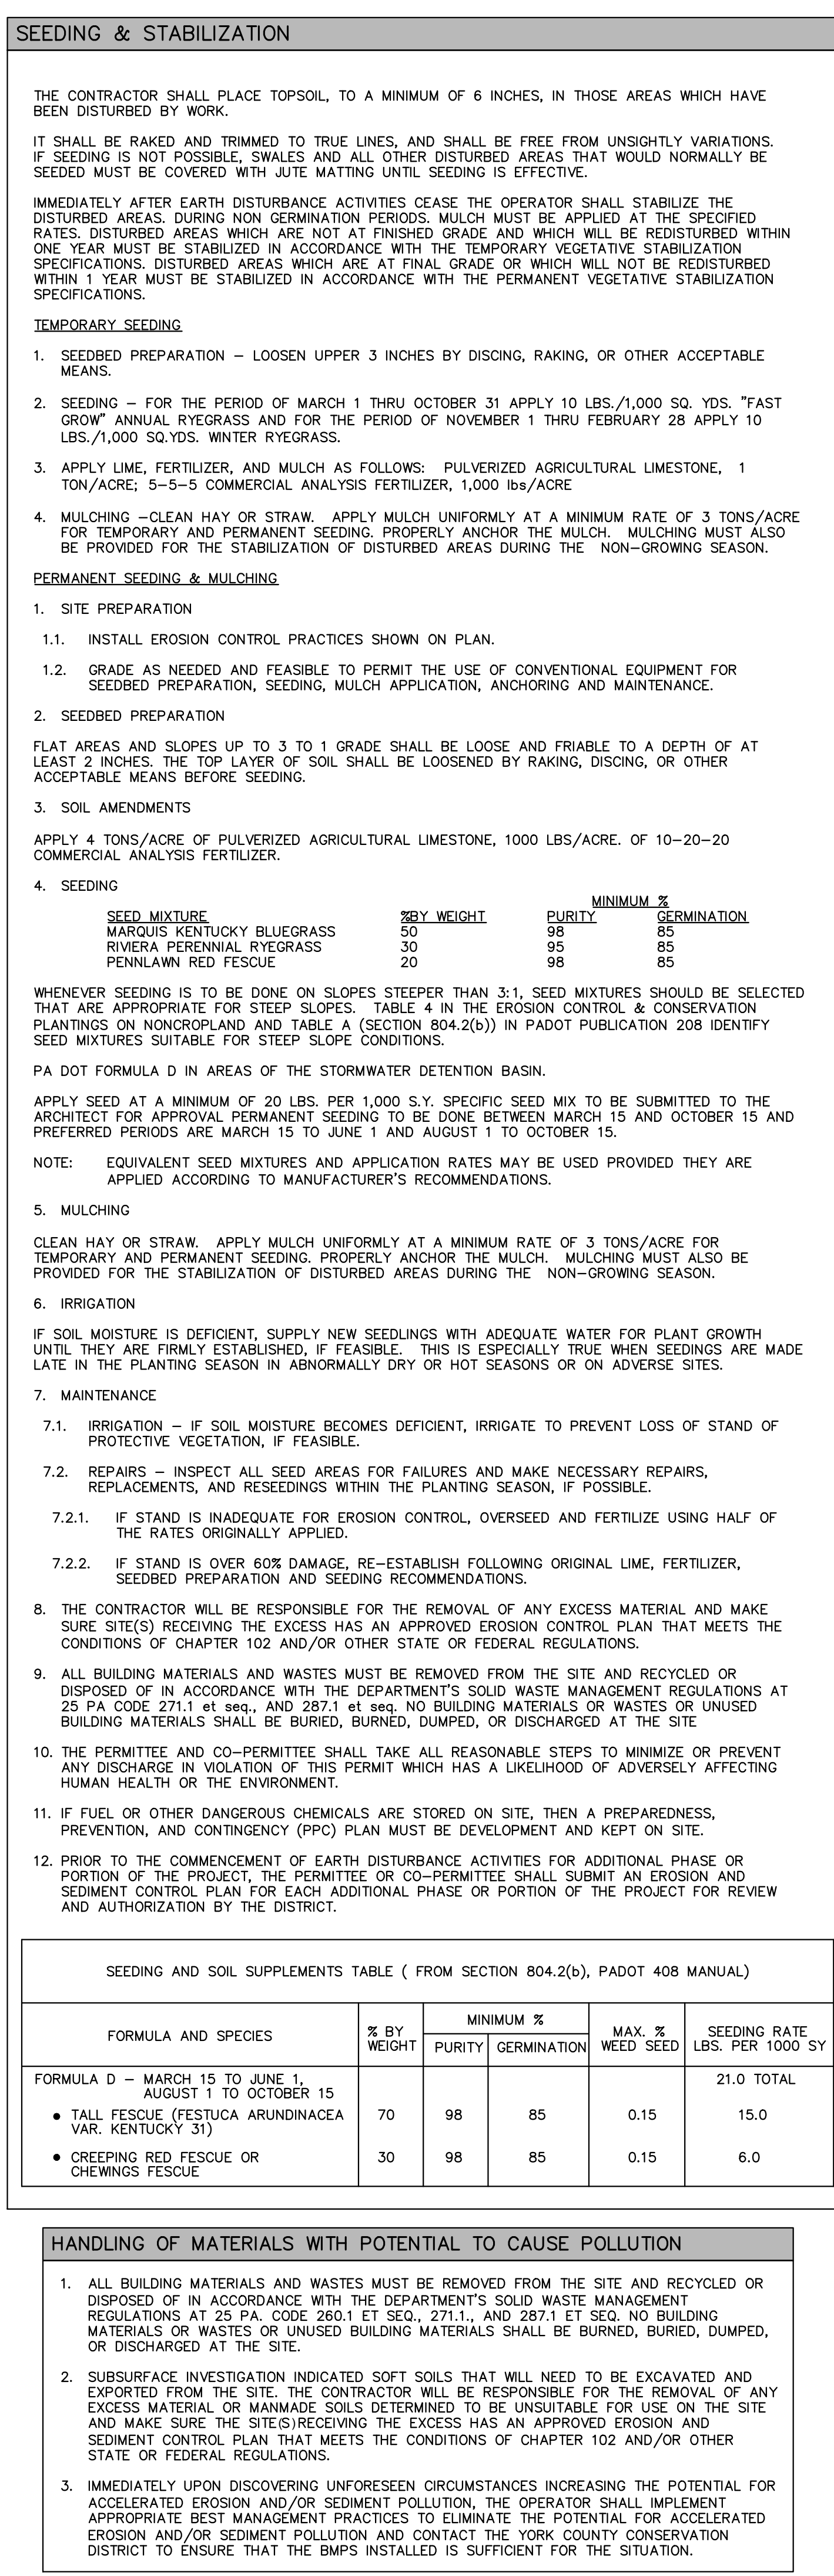 SEEDING & STABILIZATION
THE CONTRACTOR SHALL PLACE TOPSOIL, TO A MINIMUM OF 6 INCHES, IN THOSE AREAS WHICH HAVE
BEEN DISTURBED BY WORK.
IT SHALL BE RAKED AND TRIMMED TO TRUE LINES, AND SHALL BE FREE FROM UNSIGHTLY VARIATIONS.
IF SEEDING IS NOT POSSIBLE, SWALES AND ALL OTHER DISTURBED AREAS THAT WOULD NORMALLY BE
SEEDED MUST BE COVERED WITH JUTE MATTING UNTIL SEEDING IS EFFECTIVE.
IMMEDIATELY AFTER EARTH DISTURBANCE ACTIVITIES CEASE THE OPERATOR SHALL STABILIZE THE
DISTURBED AREAS. DURING NON GERMINATION PERIODS. MULCH MUST BE APPLIED AT THE SPECIFIED
RATES. DISTURBED AREAS WHICH ARE NOT AT FINISHED GRADE AND WHICH WILL BE REDISTURBED WITHIN
ONE YEAR MUST BE STABILIZED IN ACCORDANCE WITH THE TEMPORARY VEGETATIVE STABILIZATION
SPECIFICATIONS. DISTURBED AREAS WHICH ARE AT FINAL GRADE OR WHICH WILL NOT BE REDISTURBED
WITHIN 1 YEAR MUST BE STABILIZED IN ACCORDANCE WITH THE PERMANENT VEGETATIVE STABILIZATION
SPECIFICATIONS.
TEMPORARY SEEDING
1. SEEDBED PREPARATION – LOOSEN UPPER 3 INCHES BY DISCING, RAKING, OR OTHER ACCEPTABLE
MEANS.
2. SEEDING – FOR THE PERIOD OF MARCH 1 THRU OCTOBER 31 APPLY 10 LBS./1,000 SQ. YDS. "FAST
GROW" ANNUAL RYEGRASS AND FOR THE PERIOD OF NOVEMBER 1 THRU FEBRUARY 28 APPLY 10
LBS./1,000 SQ.YDS. WINTER RYEGRASS.
3. APPLY LIME, FERTILIZER, AND MULCH AS FOLLOWS: PULVERIZED AGRICULTURAL LIMESTONE, 1
TON/ACRE; 5–5–5 COMMERCIAL ANALYSIS FERTILIZER, 1,000 lbs/ACRE
4. MULCHING –CLEAN HAY OR STRAW. APPLY MULCH UNIFORMLY AT A MINIMUM RATE OF 3 TONS/ACRE
FOR TEMPORARY AND PERMANENT SEEDING. PROPERLY ANCHOR THE MULCH. MULCHING MUST ALSO
BE PROVIDED FOR THE STABILIZATION OF DISTURBED AREAS DURING THE NON–GROWING SEASON.
PERMANENT SEEDING & MULCHING
1. SITE PREPARATION
1.1. INSTALL EROSION CONTROL PRACTICES SHOWN ON PLAN.
1.2. GRADE AS NEEDED AND FEASIBLE TO PERMIT THE USE OF CONVENTIONAL EQUIPMENT FOR
SEEDBED PREPARATION, SEEDING, MULCH APPLICATION, ANCHORING AND MAINTENANCE.
2. SEEDBED PREPARATION
FLAT AREAS AND SLOPES UP TO 3 TO 1 GRADE SHALL BE LOOSE AND FRIABLE TO A DEPTH OF AT
LEAST 2 INCHES. THE TOP LAYER OF SOIL SHALL BE LOOSENED BY RAKING, DISCING, OR OTHER
ACCEPTABLE MEANS BEFORE SEEDING.
3. SOIL AMENDMENTS
APPLY 4 TONS/ACRE OF PULVERIZED AGRICULTURAL LIMESTONE, 1000 LBS/ACRE. OF 10–20–20
COMMERCIAL ANALYSIS FERTILIZER.
4. SEEDING
MINIMUM %
SEED MIXTURE %BY WEIGHT PURITY GERMINATION
MARQUIS KENTUCKY BLUEGRASS 50 98 85
RIVIERA PERENNIAL RYEGRASS 30 95 85
PENNLAWN RED FESCUE 20 98 85
WHENEVER SEEDING IS TO BE DONE ON SLOPES STEEPER THAN 3:1, SEED MIXTURES SHOULD BE SELECTED
THAT ARE APPROPRIATE FOR STEEP SLOPES. TABLE 4 IN THE EROSION CONTROL & CONSERVATION
PLANTINGS ON NONCROPLAND AND TABLE A (SECTION 804.2(b)) IN PADOT PUBLICATION 208 IDENTIFY
SEED MIXTURES SUITABLE FOR STEEP SLOPE CONDITIONS.
PA DOT FORMULA D IN AREAS OF THE STORMWATER DETENTION BASIN.
APPLY SEED AT A MINIMUM OF 20 LBS. PER 1,000 S.Y. SPECIFIC SEED MIX TO BE SUBMITTED TO THE
ARCHITECT FOR APPROVAL PERMANENT SEEDING TO BE DONE BETWEEN MARCH 15 AND OCTOBER 15 AND
PREFERRED PERIODS ARE MARCH 15 TO JUNE 1 AND AUGUST 1 TO OCTOBER 15.
NOTE: EQUIVALENT SEED MIXTURES AND APPLICATION RATES MAY BE USED PROVIDED THEY ARE
APPLIED ACCORDING TO MANUFACTURER'S RECOMMENDATIONS.
5. MULCHING
CLEAN HAY OR STRAW. APPLY MULCH UNIFORMLY AT A MINIMUM RATE OF 3 TONS/ACRE FOR
TEMPORARY AND PERMANENT SEEDING. PROPERLY ANCHOR THE MULCH. MULCHING MUST ALSO BE
PROVIDED FOR THE STABILIZATION OF DISTURBED AREAS DURING THE NON–GROWING SEASON.
6. IRRIGATION
IF SOIL MOISTURE IS DEFICIENT, SUPPLY NEW SEEDLINGS WITH ADEQUATE WATER FOR PLANT GROWTH
UNTIL THEY ARE FIRMLY ESTABLISHED, IF FEASIBLE. THIS IS ESPECIALLY TRUE WHEN SEEDINGS ARE MADE
LATE IN THE PLANTING SEASON IN ABNORMALLY DRY OR HOT SEASONS OR ON ADVERSE SITES.
7. MAINTENANCE
7.1. IRRIGATION – IF SOIL MOISTURE BECOMES DEFICIENT, IRRIGATE TO PREVENT LOSS OF STAND OF
PROTECTIVE VEGETATION, IF FEASIBLE.
7.2. REPAIRS – INSPECT ALL SEED AREAS FOR FAILURES AND MAKE NECESSARY REPAIRS,
REPLACEMENTS, AND RESEEDINGS WITHIN THE PLANTING SEASON, IF POSSIBLE.
7.2.1. IF STAND IS INADEQUATE FOR EROSION CONTROL, OVERSEED AND FERTILIZE USING HALF OF
THE RATES ORIGINALLY APPLIED.
7.2.2. IF STAND IS OVER 60% DAMAGE, RE–ESTABLISH FOLLOWING ORIGINAL LIME, FERTILIZER,
SEEDBED PREPARATION AND SEEDING RECOMMENDATIONS.
8. THE CONTRACTOR WILL BE RESPONSIBLE FOR THE REMOVAL OF ANY EXCESS MATERIAL AND MAKE
SURE SITE(S) RECEIVING THE EXCESS HAS AN APPROVED EROSION CONTROL PLAN THAT MEETS THE
CONDITIONS OF CHAPTER 102 AND/OR OTHER STATE OR FEDERAL REGULATIONS.
9. ALL BUILDING MATERIALS AND WASTES MUST BE REMOVED FROM THE SITE AND RECYCLED OR
DISPOSED OF IN ACCORDANCE WITH THE DEPARTMENT'S SOLID WASTE MANAGEMENT REGULATIONS AT
25 PA CODE 271.1 et seq., AND 287.1 et seq. NO BUILDING MATERIALS OR WASTES OR UNUSED
BUILDING MATERIALS SHALL BE BURIED, BURNED, DUMPED, OR DISCHARGED AT THE SITE
10. THE PERMITTEE AND CO–PERMITTEE SHALL TAKE ALL REASONABLE STEPS TO MINIMIZE OR PREVENT
ANY DISCHARGE IN VIOLATION OF THIS PERMIT WHICH HAS A LIKELIHOOD OF ADVERSELY AFFECTING
HUMAN HEALTH OR THE ENVIRONMENT.
11. IF FUEL OR OTHER DANGEROUS CHEMICALS ARE STORED ON SITE, THEN A PREPAREDNESS,
PREVENTION, AND CONTINGENCY (PPC) PLAN MUST BE DEVELOPMENT AND KEPT ON SITE.
12. PRIOR TO THE COMMENCEMENT OF EARTH DISTURBANCE ACTIVITIES FOR ADDITIONAL PHASE OR
PORTION OF THE PROJECT, THE PERMITTEE OR CO–PERMITTEE SHALL SUBMIT AN EROSION AND
SEDIMENT CONTROL PLAN FOR EACH ADDITIONAL PHASE OR PORTION OF THE PROJECT FOR REVIEW
AND AUTHORIZATION BY THE DISTRICT.
SEEDING AND SOIL SUPPLEMENTS TABLE ( FROM SECTION 804.2(b), PADOT 408 MANUAL)
FORMULA AND SPECIES % BY WEIGHT MINIMUM % PURITY GERMINATION MAX. % WEED SEED SEEDING RATE LBS. PER 1000 SY
FORMULA D – MARCH 15 TO JUNE 1, 21.0 TOTAL
AUGUST 1 TO OCTOBER 15
● TALL FESCUE (FESTUCA ARUNDINACEA 70 98 85 0.15 15.0
VAR. KENTUCKY 31)
● CREEPING RED FESCUE OR 30 98 85 0.15 6.0
CHEWINGS FESCUE
HANDLING OF MATERIALS WITH POTENTIAL TO CAUSE POLLUTION
1. ALL BUILDING MATERIALS AND WASTES MUST BE REMOVED FROM THE SITE AND RECYCLED OR
DISPOSED OF IN ACCORDANCE WITH THE DEPARTMENT'S SOLID WASTE MANAGEMENT
REGULATIONS AT 25 PA. CODE 260.1 ET SEQ., 271.1., AND 287.1 ET SEQ. NO BUILDING
MATERIALS OR WASTES OR UNUSED BUILDING MATERIALS SHALL BE BURNED, BURIED, DUMPED,
OR DISCHARGED AT THE SITE.
2. SUBSURFACE INVESTIGATION INDICATED SOFT SOILS THAT WILL NEED TO BE EXCAVATED AND
EXPORTED FROM THE SITE. THE CONTRACTOR WILL BE RESPONSIBLE FOR THE REMOVAL OF ANY
EXCESS MATERIAL OR MANMADE SOILS DETERMINED TO BE UNSUITABLE FOR USE ON THE SITE
AND MAKE SURE THE SITE(S)RECEIVING THE EXCESS HAS AN APPROVED EROSION AND
SEDIMENT CONTROL PLAN THAT MEETS THE CONDITIONS OF CHAPTER 102 AND/OR OTHER
STATE OR FEDERAL REGULATIONS.
3. IMMEDIATELY UPON DISCOVERING UNFORESEEN CIRCUMSTANCES INCREASING THE POTENTIAL FOR
ACCELERATED EROSION AND/OR SEDIMENT POLLUTION, THE OPERATOR SHALL IMPLEMENT
APPROPRIATE BEST MANAGEMENT PRACTICES TO ELIMINATE THE POTENTIAL FOR ACCELERATED
EROSION AND/OR SEDIMENT POLLUTION AND CONTACT THE YORK COUNTY CONSERVATION
DISTRICT TO ENSURE THAT THE BMPS INSTALLED IS SUFFICIENT FOR THE SITUATION.